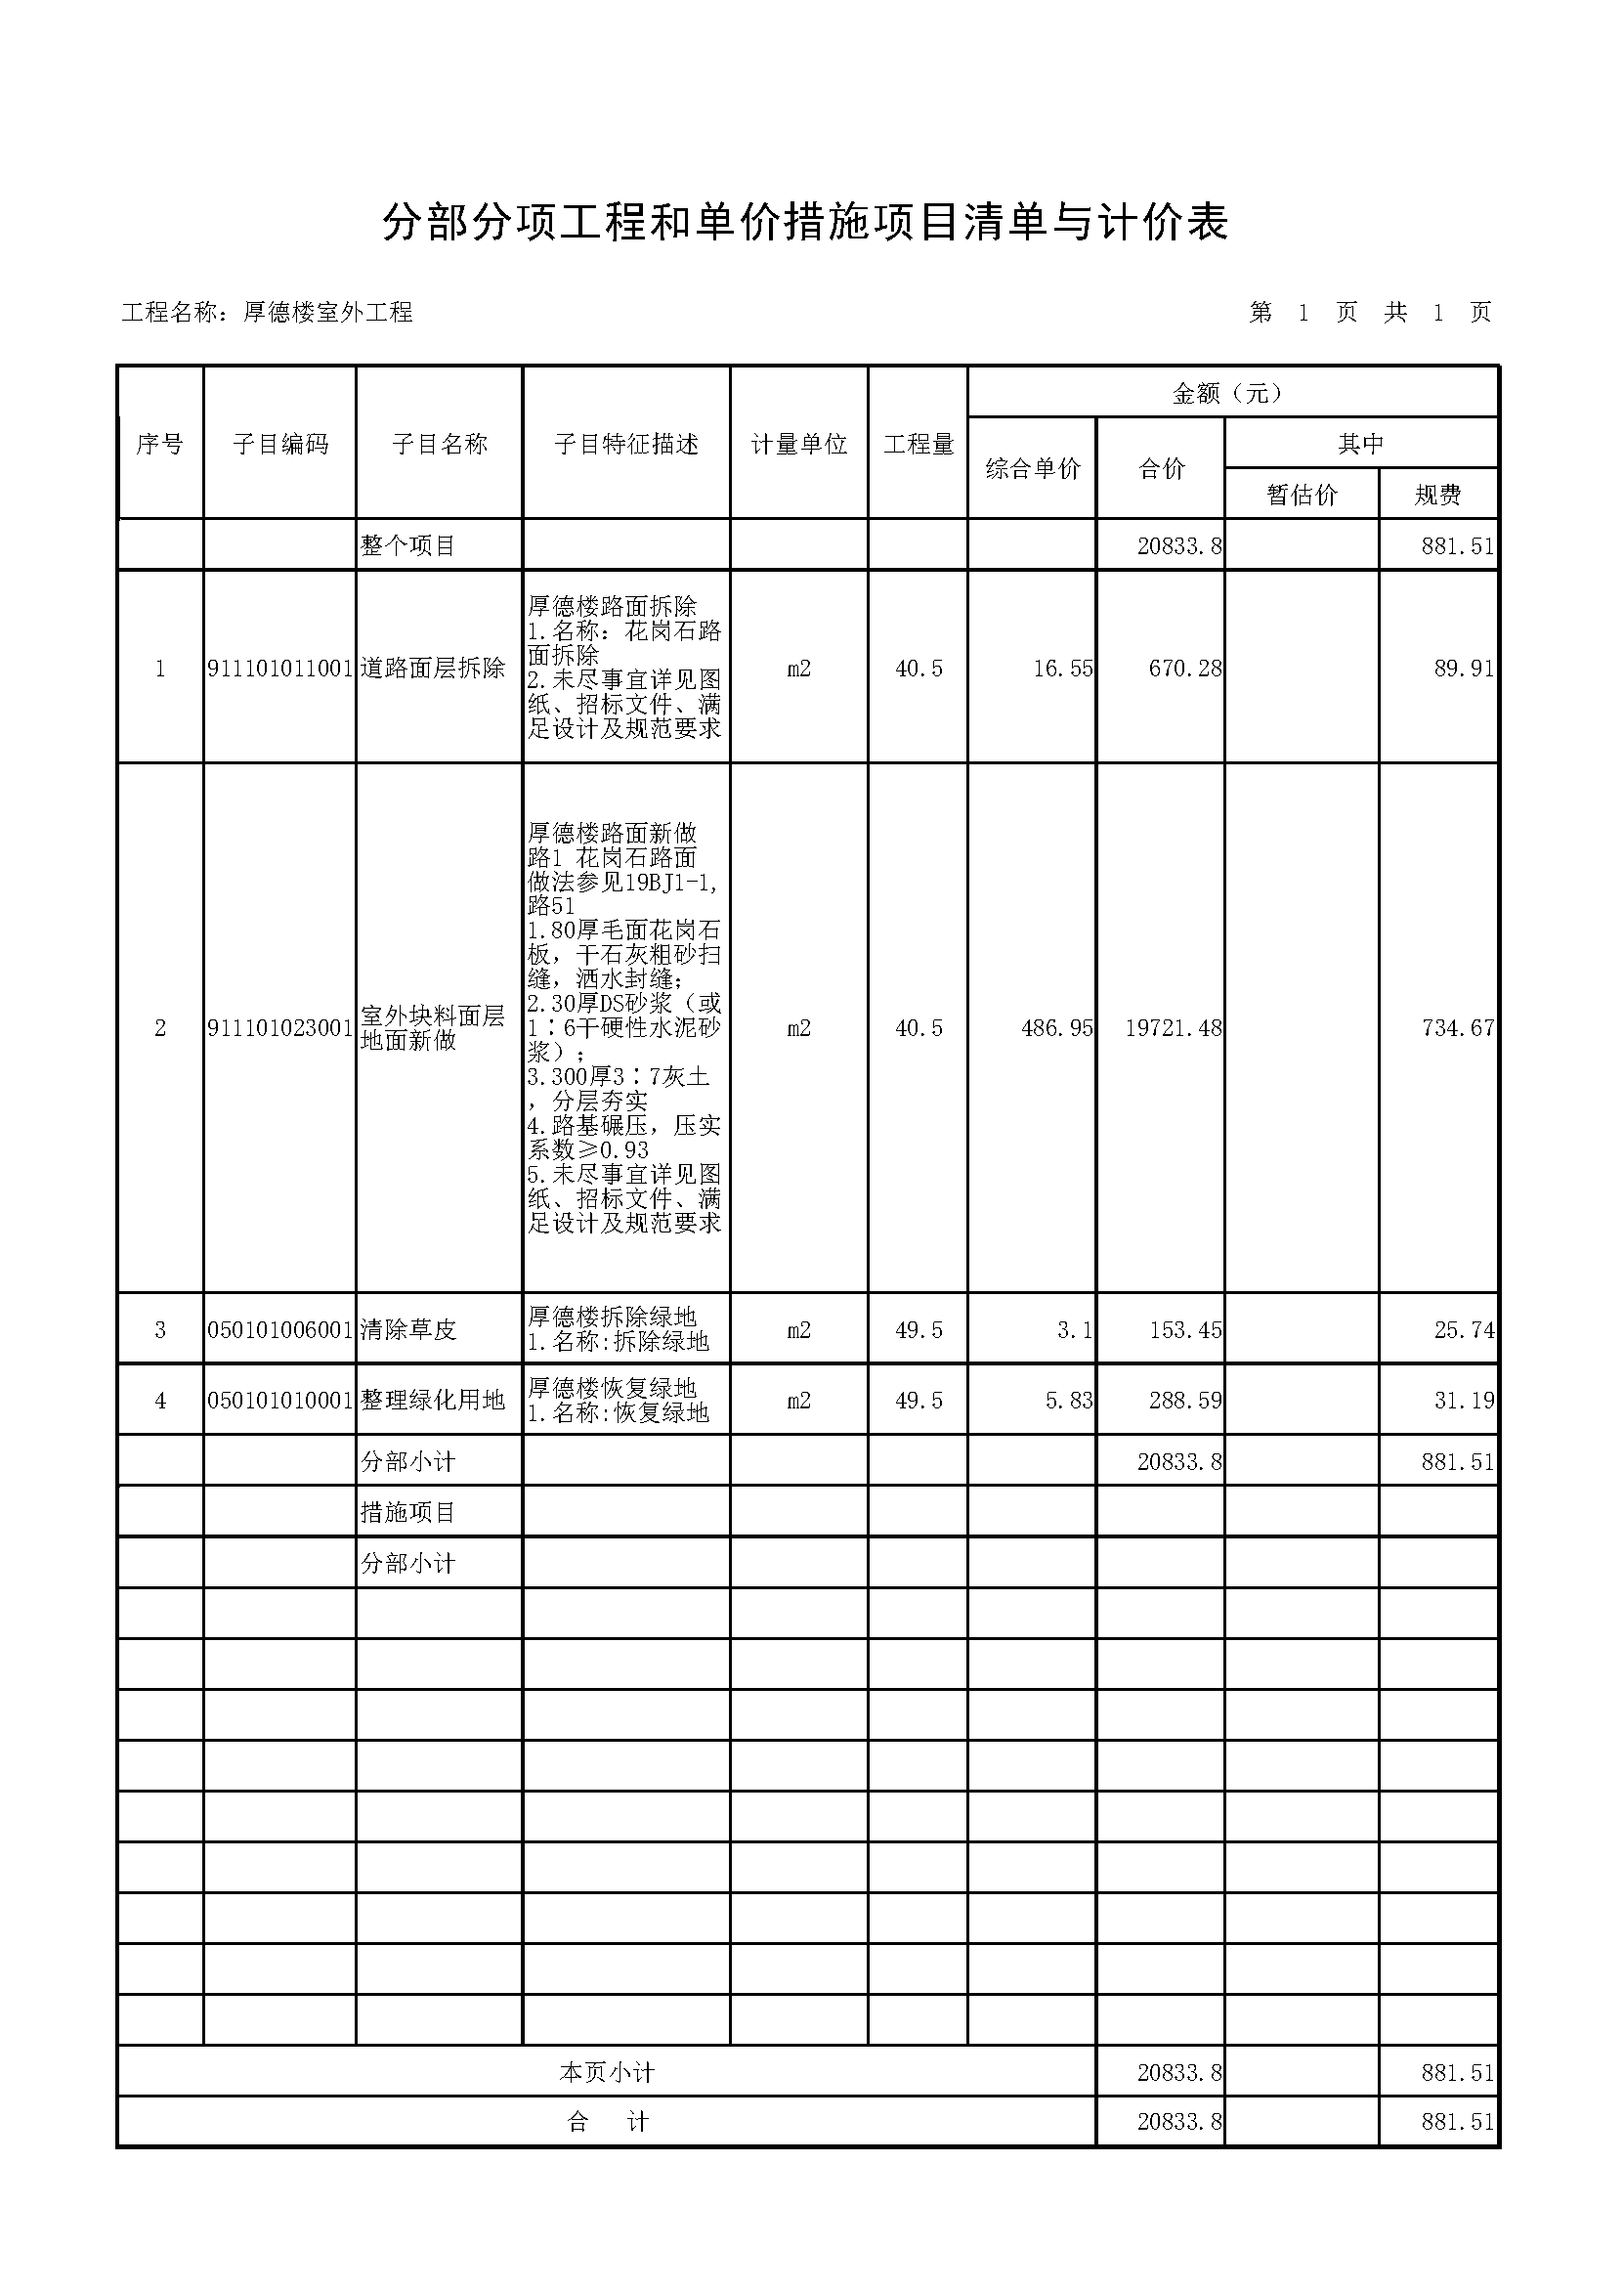 分部分项工程和单价措施项目清单与计价表
工程名称：厚德楼室外工程
第 1 页 共 1 页
序号
子目编码
子目名称
子目特征描述
计量单位
工程量
金额（元）
综合单价
合价
其中
暂估价
规费
整个项目
20833.8
881.51
1
911101011001
道路面层拆除
厚德楼路面拆除
1.名称：花岗石路
面拆除
2.未尽事宜详见图
纸、招标文件、满
足设计及规范要求
m2
40.5
16.55
670.28
89.91
2
911101023001
室外块料面层
地面新做
厚德楼路面新做
路1 花岗石路面
做法参见19BJ1-1,
路51
1.80厚毛面花岗石
板，干石灰粗砂扫
缝，洒水封缝；
2.30厚DS砂浆（或
1∶6干硬性水泥砂
浆）；
3.300厚3∶7灰土
，分层夯实
4.路基碾压，压实
系数≥0.93
5.未尽事宜详见图
纸、招标文件、满
足设计及规范要求
m2
40.5
486.95
19721.48
734.67
3
050101006001
清除草皮
厚德楼拆除绿地
1.名称:拆除绿地
m2
49.5
3.1
153.45
25.74
4
050101010001
整理绿化用地
厚德楼恢复绿地
1.名称:恢复绿地
m2
49.5
5.83
288.59
31.19
分部小计
20833.8
881.51
措施项目
分部小计
本页小计
20833.8
881.51
合 计
20833.8
881.51